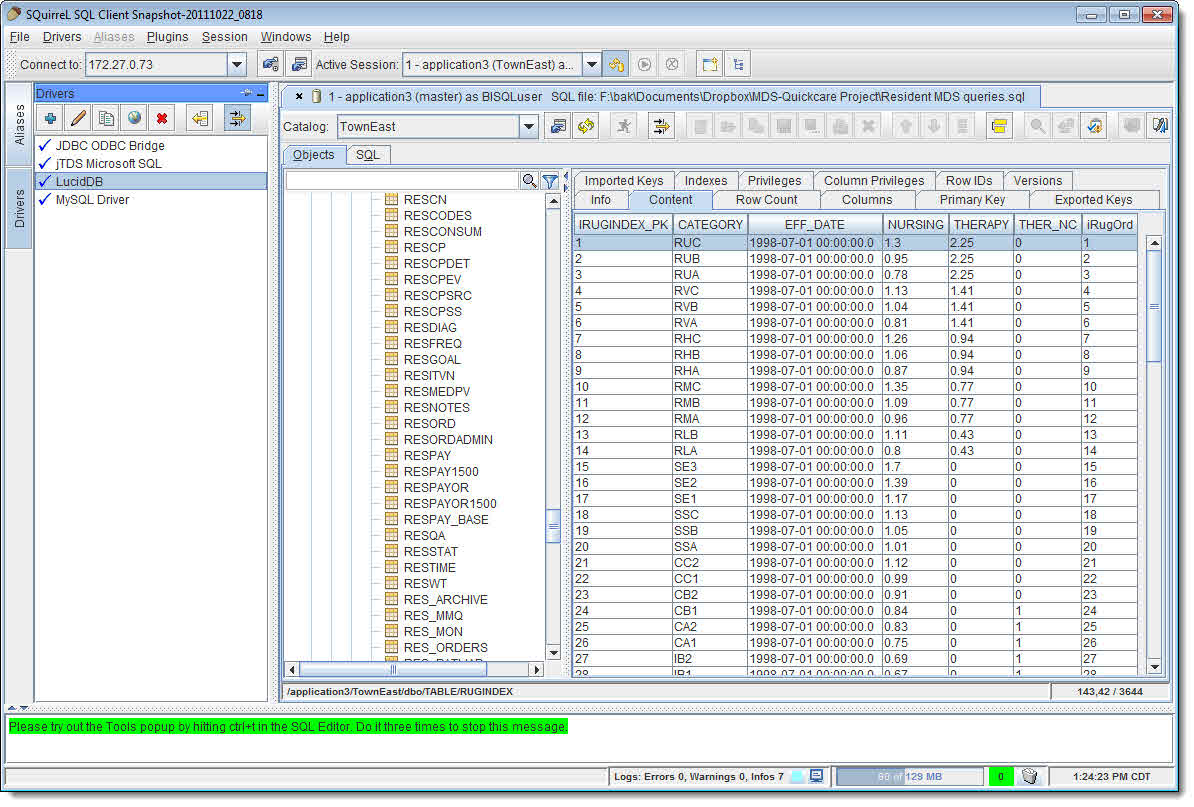 SQuirreL SQL Client Snapshot-20111022_0818
File Drivers Aliases Plugins Session Windows Help
Connect to: 172.27.0.73 Active Session: 1 - application3 (TownEast) a...
Aliases
Drivers
Drivers
JDBC ODBC Bridge
jTDS Microsoft SQL
LucidDB
MySQL Driver
1 - application3 (master) as BISQLuser SQL file: F:\bak\Documents\Dropbox\MDS-Quickcare Project\Resident MDS queries.sql
Catalog: TownEast
Objects SQL
RESCN
RESCODES
RESCONSUM
RESCP
RESCPDET
RESCPEV
RESCPSRC
RESCPSS
RESDIAG
RESFREQ
RESGOAL
RESITVN
RESMEDPV
RESNOTES
RESORD
RESORDADMIN
RESPAY
RESPAY1500
RESPAYOR
RESPAYOR1500
RESPAY_BASE
RESQA
RESSTAT
RESTIME
RESWT
RES_ARCHIVE
RES_MMQ
RES_MON
RES_ORDERS
Imported Keys Indexes Privileges Column Privileges Row IDs Versions
Info Content Row Count Columns Primary Key Exported Keys
IRUGINDEX_PK CATEGORY EFF_DATE NURSING THERAPY THER_NC iRugOrd
1 RUC 1998-07-01 00:00:00.0 1.3 2.25 0 1
2 RUB 1998-07-01 00:00:00.0 0.95 2.25 0 2
3 RUA 1998-07-01 00:00:00.0 0.78 2.25 0 3
4 RVC 1998-07-01 00:00:00.0 1.13 1.41 0 4
5 RVB 1998-07-01 00:00:00.0 1.04 1.41 0 5
6 RVA 1998-07-01 00:00:00.0 0.81 1.41 0 6
7 RHC 1998-07-01 00:00:00.0 1.26 0.94 0 7
8 RHB 1998-07-01 00:00:00.0 1.06 0.94 0 8
9 RHA 1998-07-01 00:00:00.0 0.87 0.94 0 9
10 RMC 1998-07-01 00:00:00.0 1.35 0.77 0 10
11 RMB 1998-07-01 00:00:00.0 1.09 0.77 0 11
12 RMA 1998-07-01 00:00:00.0 0.96 0.77 0 12
13 RLB 1998-07-01 00:00:00.0 1.11 0.43 0 13
14 RLA 1998-07-01 00:00:00.0 0.8 0.43 0 14
15 SE3 1998-07-01 00:00:00.0 1.7 0 0 15
16 SE2 1998-07-01 00:00:00.0 1.39 0 0 16
17 SE1 1998-07-01 00:00:00.0 1.17 0 0 17
18 SSC 1998-07-01 00:00:00.0 1.13 0 0 18
19 SSB 1998-07-01 00:00:00.0 1.05 0 0 19
20 SSA 1998-07-01 00:00:00.0 1.01 0 0 20
21 CC2 1998-07-01 00:00:00.0 1.12 0 0 21
22 CC1 1998-07-01 00:00:00.0 0.99 0 0 22
23 CB2 1998-07-01 00:00:00.0 0.91 0 0 23
24 CB1 1998-07-01 00:00:00.0 0.84 0 1 24
25 CA2 1998-07-01 00:00:00.0 0.83 0 1 25
26 CA1 1998-07-01 00:00:00.0 0.75 0 1 26
27 IB2 1998-07-01 00:00:00.0 0.69 0 1 27
28 IB1 1998-07-01 00:00:00.0 0.67 0 1 28
/application3/TownEast/dbo/TABLE/RUGINDEX 143,42 / 3644
Please try out the Tools popup by hitting ctrl+t in the SQL Editor. Do it three times to stop this message.
Logs: Errors 0, Warnings 0, Infos 7 of 129 MB 0 1:24:23 PM CDT